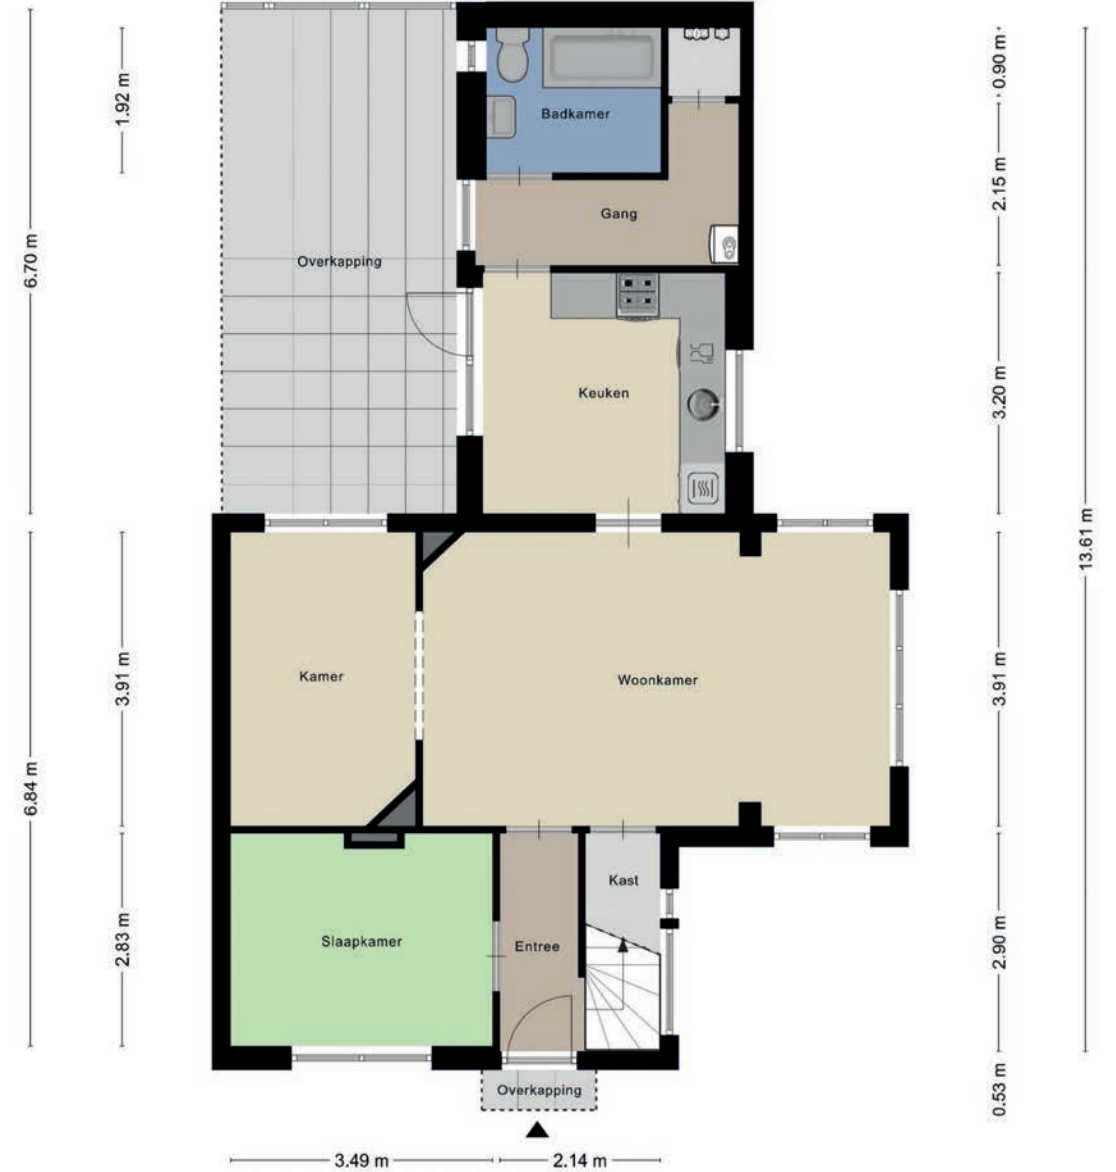 1.92 m
6.70 m
0.90 m
2.15 m
3.20 m
13.61 m
Badkamer
Gang
Overkapping
Keuken
Kamer
Woonkamer
3.91 m
3.91 m
6.84 m
Kast
Slaapkamer
Entree
2.83 m
2.90 m
Overkapping
0.53 m
3.49 m
2.14 m